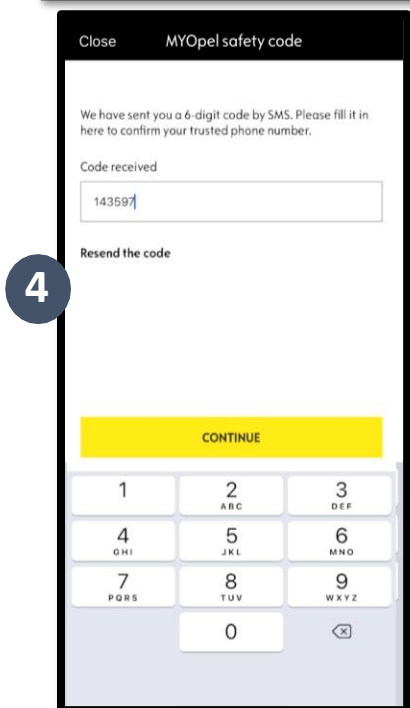 Close MYOpel safety code
We have sent you a 6-digit code by SMS. Please fill it in
here to confirm your trusted phone number.
Code received
143597
Resend the code
4
CONTINUE
1 2 3
ABC DEF
4 5 6
GHI JKL MNO
7 8 9
PQRS TUV WXYZ
0